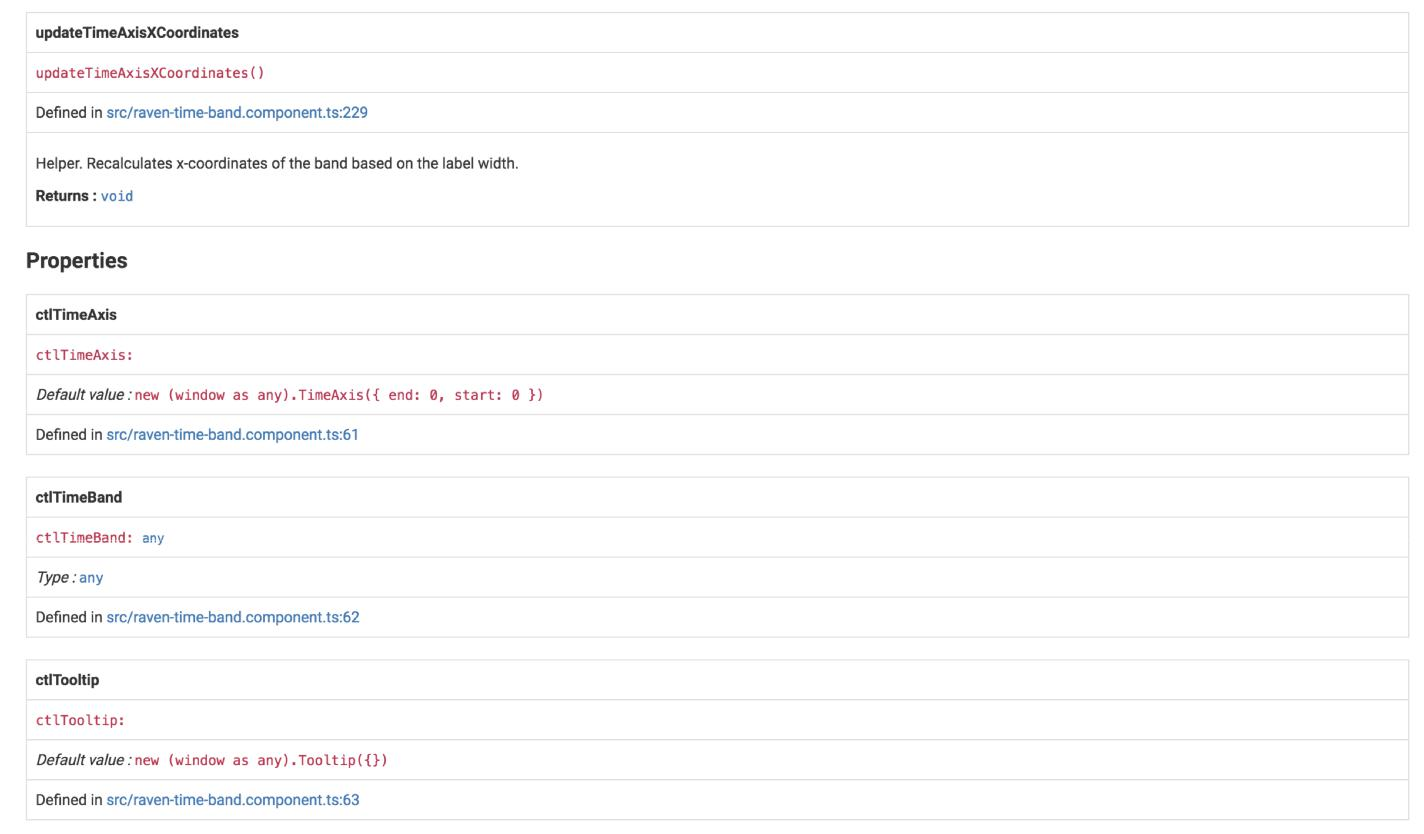 updateTimeAxisXCoordinates
updateTimeAxisXCoordinates()
Defined in src/raven-time-band.component.ts:229
Helper. Recalculates x-coordinates of the band based on the label width.
Returns : void
Properties
ctlTimeAxis
ctlTimeAxis:
Default value : new (window as any).TimeAxis({ end: 0, start: 0 })
Defined in src/raven-time-band.component.ts:61
ctlTimeBand
ctlTimeBand: any
Type : any
Defined in src/raven-time-band.component.ts:62
ctlTooltip
ctlTooltip:
Default value : new (window as any).Tooltip({})
Defined in src/raven-time-band.component.ts:63